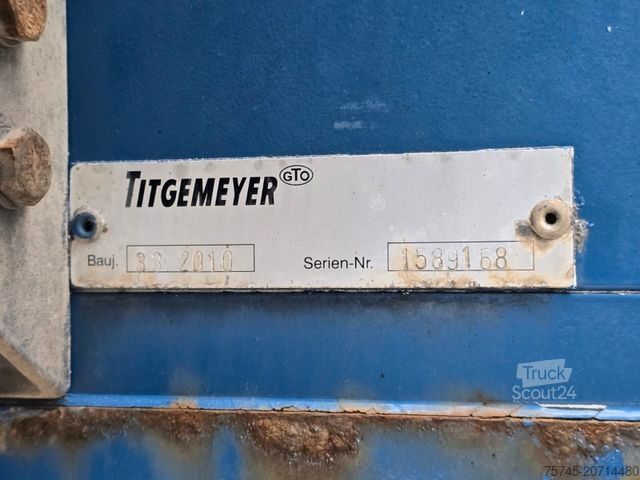 TITGEMEYER GTO
Bauj. 33 2010 Serien-Nr. 1589168
Truck
Scout24
75745-20714480